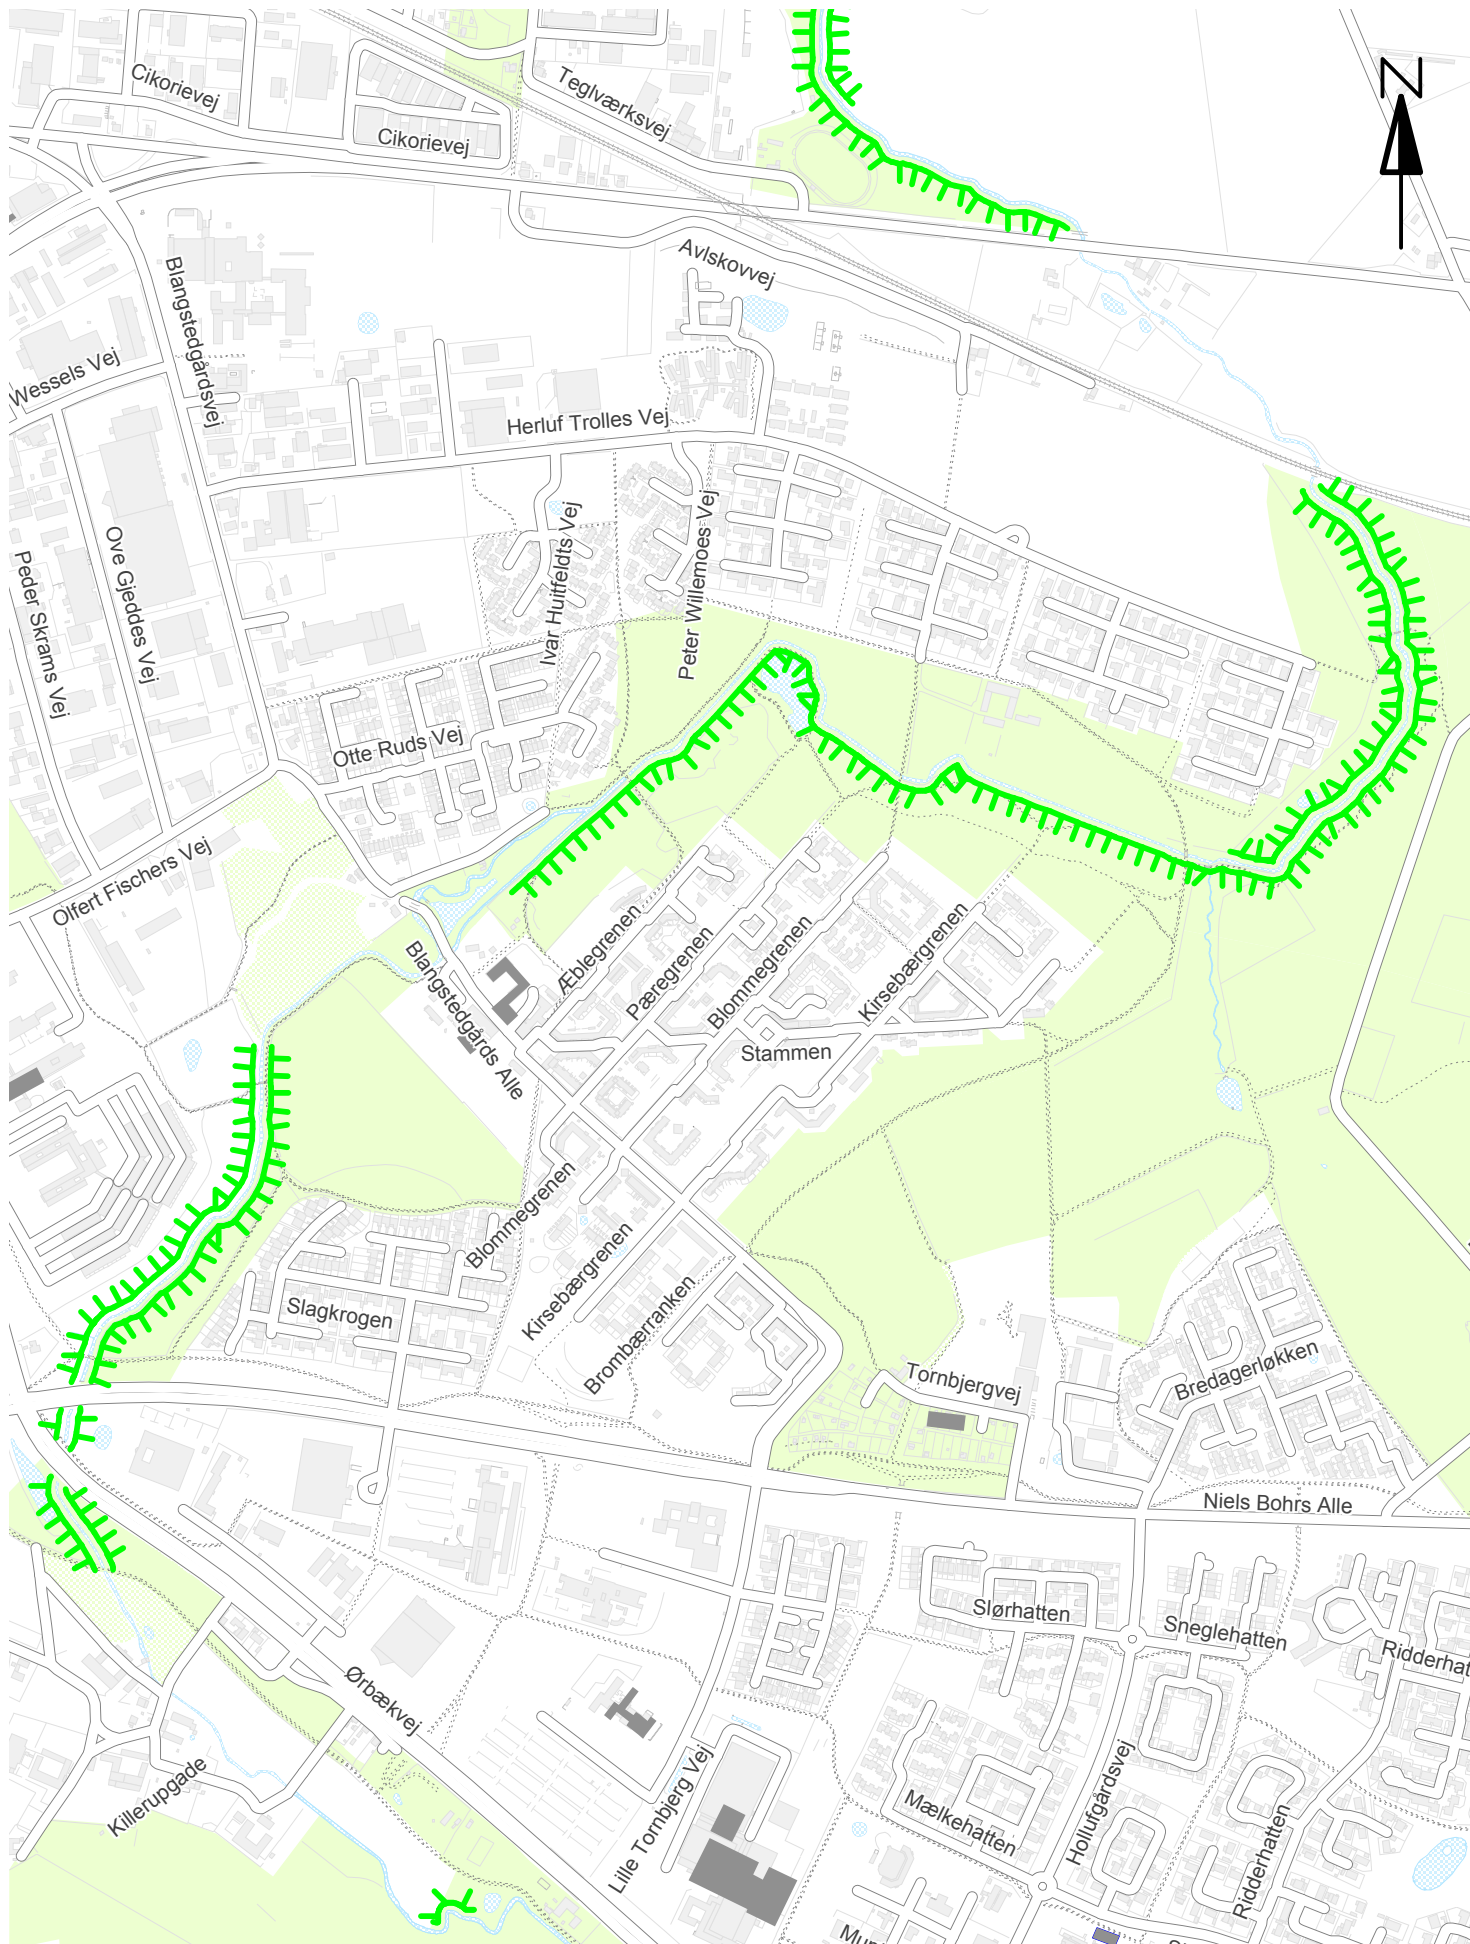 N
Cikorievej
Teglværksvej
Cikorievej
Avlskovvej
Blangstedgårdsvej
Wessels Vej
Herluf Trolles Vej
Peter Willemoes Vej
Ivar Huitfeldts Vej
Ove Gjeddes Vej
Peder Skrams Vej
Otte Ruds Vej
Olfert Fischers Vej
Æblegrenen
Pæregrenen
Blommegrenen
Kirsebærgrenen
Blangstedgårds Alle
Stammen
Blommegrenen
Kirsebærgrenen
Slagkrogen
Brombærranken
Tornbjergvej
Bredagerløkken
Niels Bohrs Alle
Slørhatten
Sneglehatten
Ridderhat
Ørbækvej
Killerupgade
Lille Tornbjerg Vej
Hollufgårdsvej
Mælkehatten
Ridderhatten